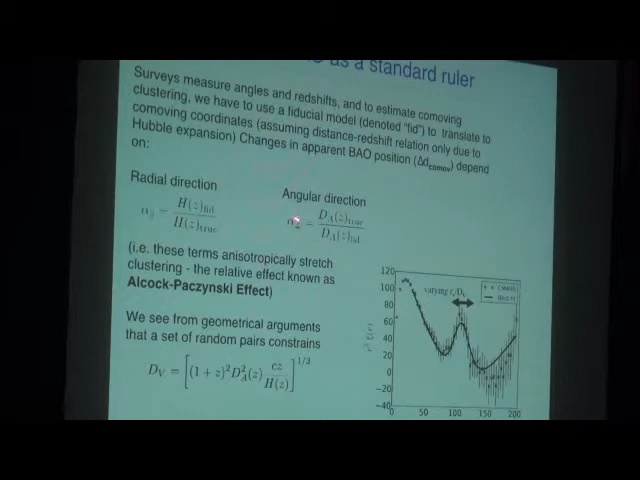 as a standard ruler
Surveys measure angles and redshifts, and to estimate comoving
clustering, we have to use a fiducial model (denoted "fid") to translate to
comoving coordinates (assuming distance-redshift relation only due to
Hubble expansion) Changes in apparent BAO position (Δd_comov) depend
on:
Radial direction
Angular direction
α_∥ = H(z)_fid / H(z)_true
α_⊥ = D_A(z)_true / D_A(z)_fid
(i.e. these terms anisotropically stretch
clustering - the relative effect known as
Alcock-Paczynski Effect)
We see from geometrical arguments
that a set of random pairs constrains
D_V = [(1 + z)^2 D_A^2(z) cz / H(z)]^1/3
120
100
80
60
40
20
0
−20
−40
0
50
100
150
200
varying r_s/D_V
CMASS
Best Fit